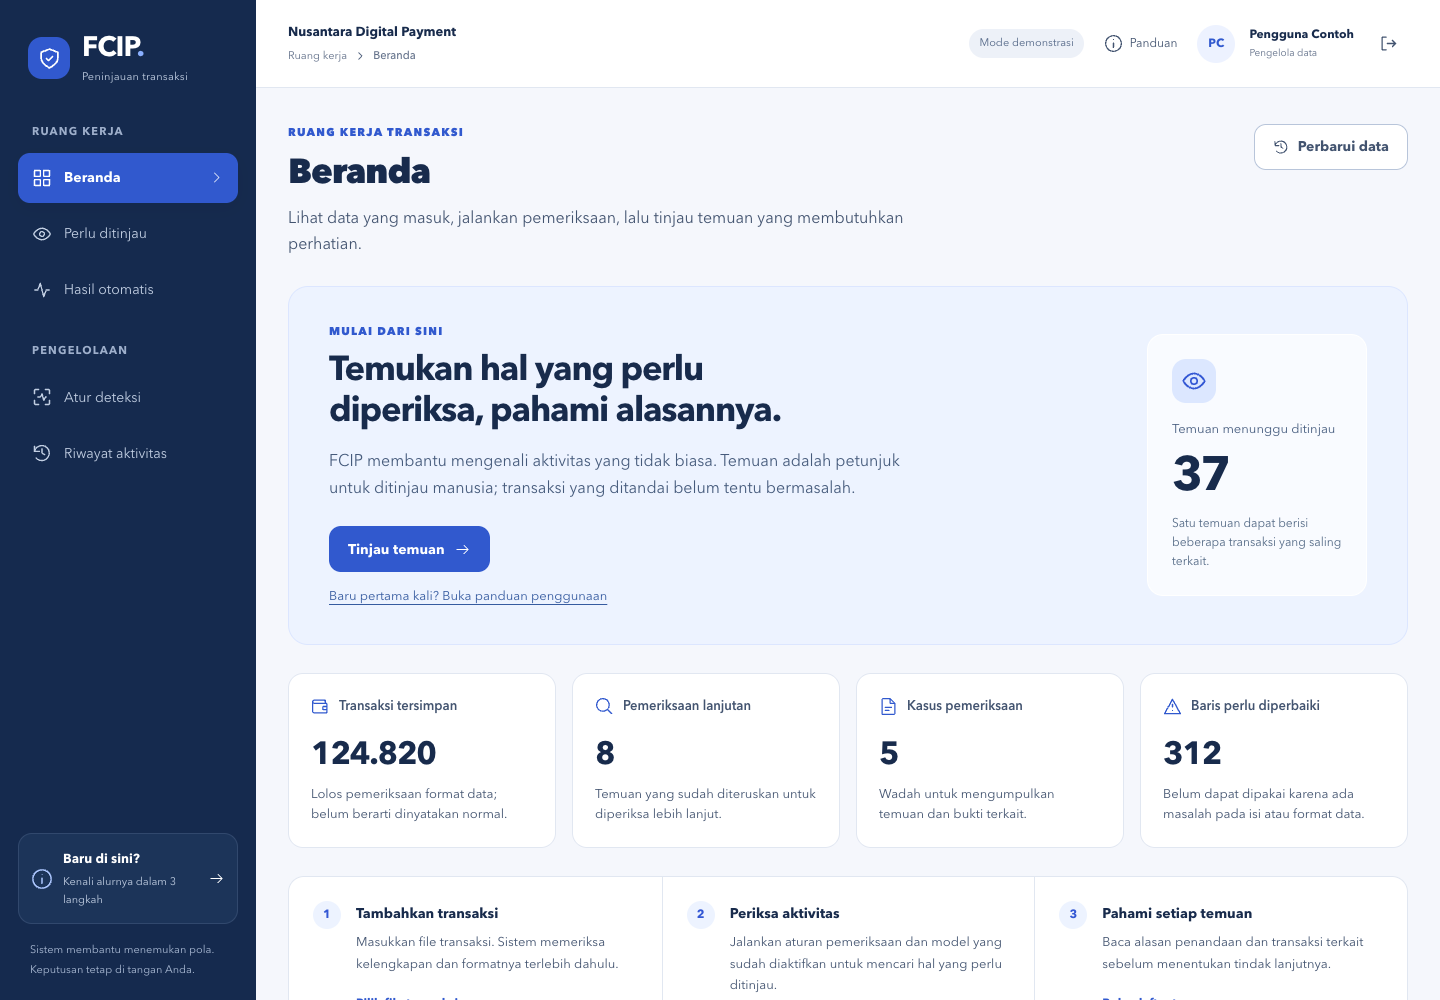 FCIP.
Peninjauan transaksi
RUANG KERJA
Beranda
Perlu ditinjau
Hasil otomatis
PENGELOLAAN
Atur deteksi
Riwayat aktivitas
Baru di sini?
Kenali alurnya dalam 3
langkah
Sistem membantu menemukan pola.
Keputusan tetap di tangan Anda.
Nusantara Digital Payment
Ruang kerja > Beranda
Mode demonstrasi
Panduan
PC
Pengguna Contoh
Pengelola data
RUANG KERJA TRANSAKSI
Beranda
Lihat data yang masuk, jalankan pemeriksaan, lalu tinjau temuan yang membutuhkan
perhatian.
Perbarui data
MULAI DARI SINI
Temukan hal yang perlu
diperiksa, pahami alasannya.
FCIP membantu mengenali aktivitas yang tidak biasa. Temuan adalah petunjuk
untuk ditinjau manusia; transaksi yang ditandai belum tentu bermasalah.
Tinjau temuan
Baru pertama kali? Buka panduan penggunaan
Temuan menunggu ditinjau
37
Satu temuan dapat berisi
beberapa transaksi yang saling
terkait.
Transaksi tersimpan
124.820
Lolos pemeriksaan format data;
belum berarti dinyatakan normal.
Pemeriksaan lanjutan
8
Temuan yang sudah diteruskan untuk
diperiksa lebih lanjut.
Kasus pemeriksaan
5
Wadah untuk mengumpulkan
temuan dan bukti terkait.
Baris perlu diperbaiki
312
Belum dapat dipakai karena ada
masalah pada isi atau format data.
1
Tambahkan transaksi
Masukkan file transaksi. Sistem memeriksa
kelengkapan dan formatnya terlebih dahulu.
2
Periksa aktivitas
Jalankan aturan pemeriksaan dan model yang
sudah diaktifkan untuk mencari hal yang perlu
ditinjau.
3
Pahami setiap temuan
Baca alasan penandaan dan transaksi terkait
sebelum menentukan tindak lanjutnya.